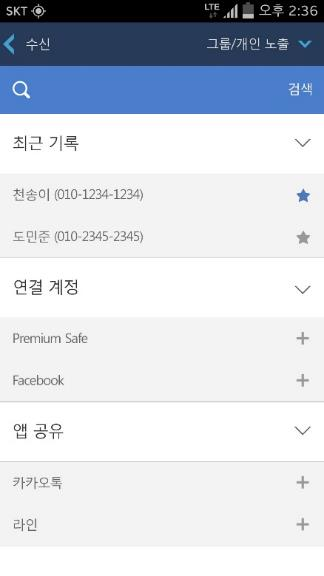 SKT LTE 오후 2:36
수신 그룹/개인 노출
검색
최근 기록
천송이 (010-1234-1234)
도민준 (010-2345-2345)
연결 계정
Premium Safe
Facebook
앱 공유
카카오톡
라인